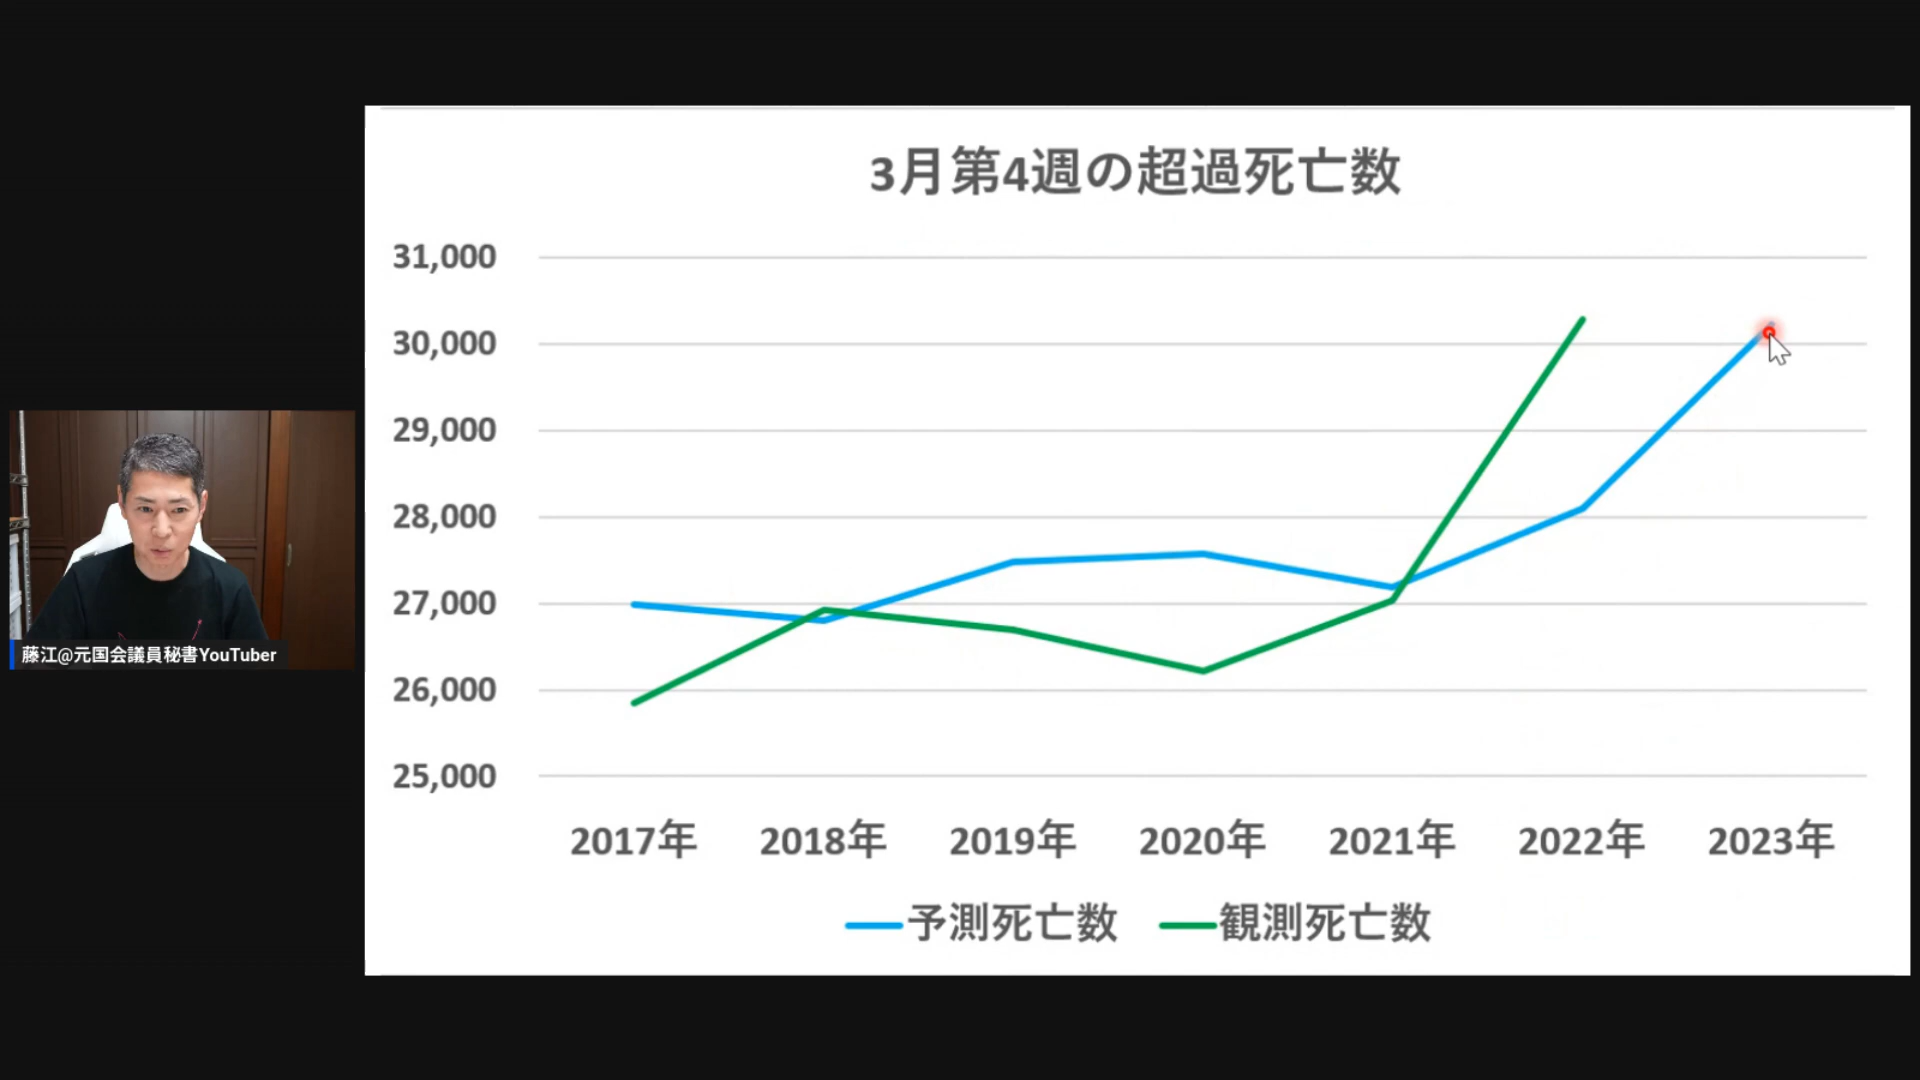 3月第4週の超過死亡数
31,000
30,000
29,000
28,000
27,000
26,000
25,000
2017年 2018年 2019年 2020年 2021年 2022年 2023年
予測死亡数 観測死亡数
藤江@元国会議員秘書YouTuber